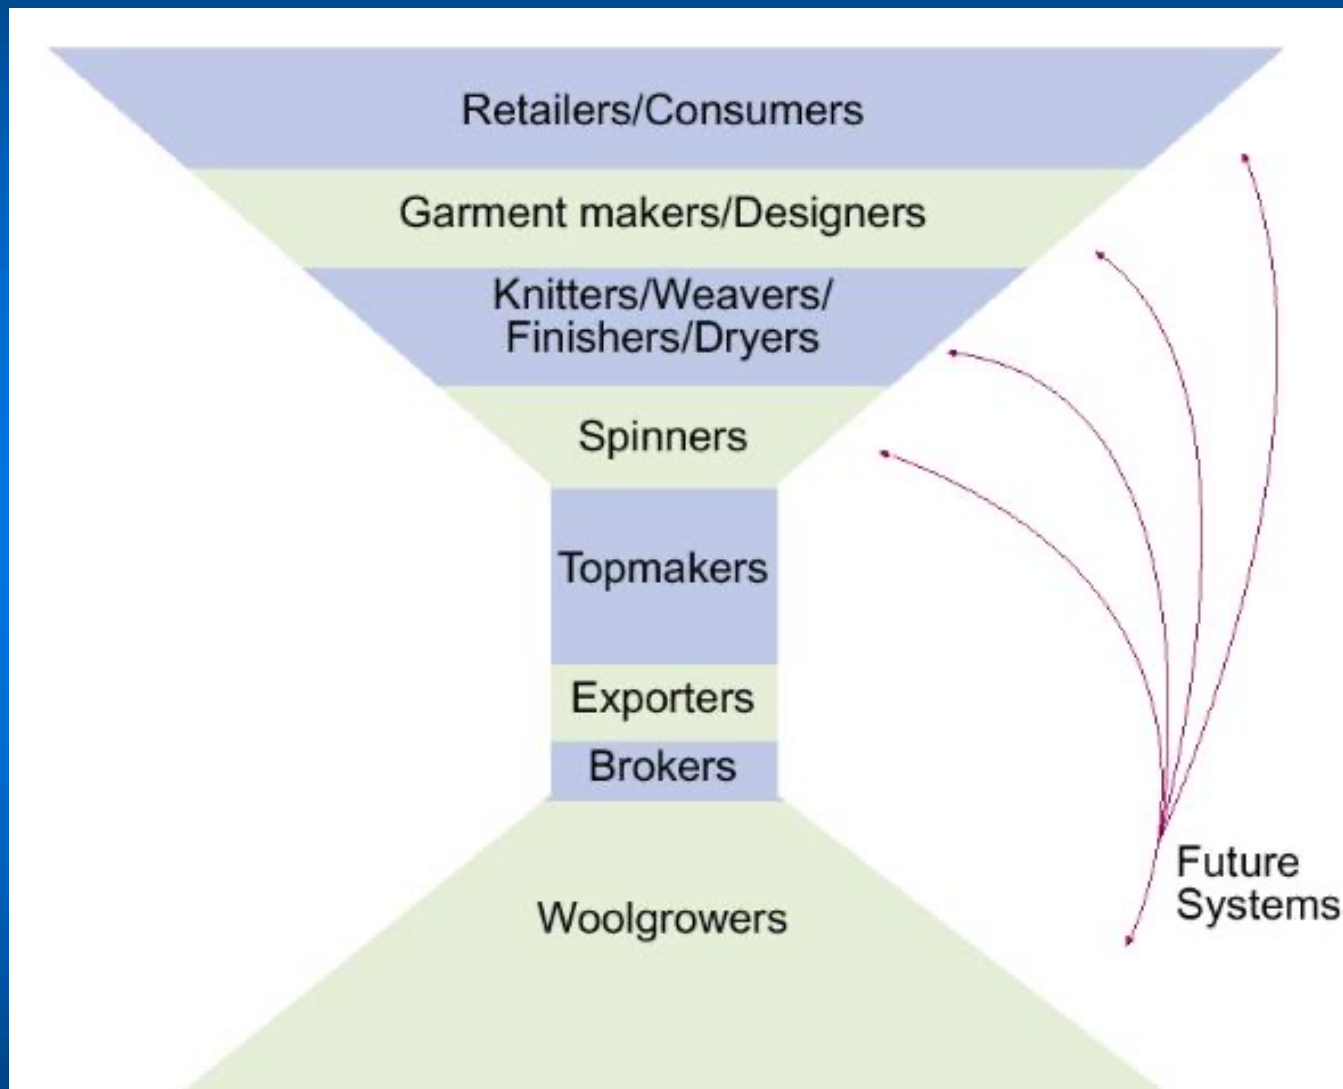 Retailers/Consumers
Garment makers/Designers
Knitters/Weavers/
Finishers/Dryers
Spinners
Topmakers
Exporters
Brokers
Woolgrowers
Future
Systems